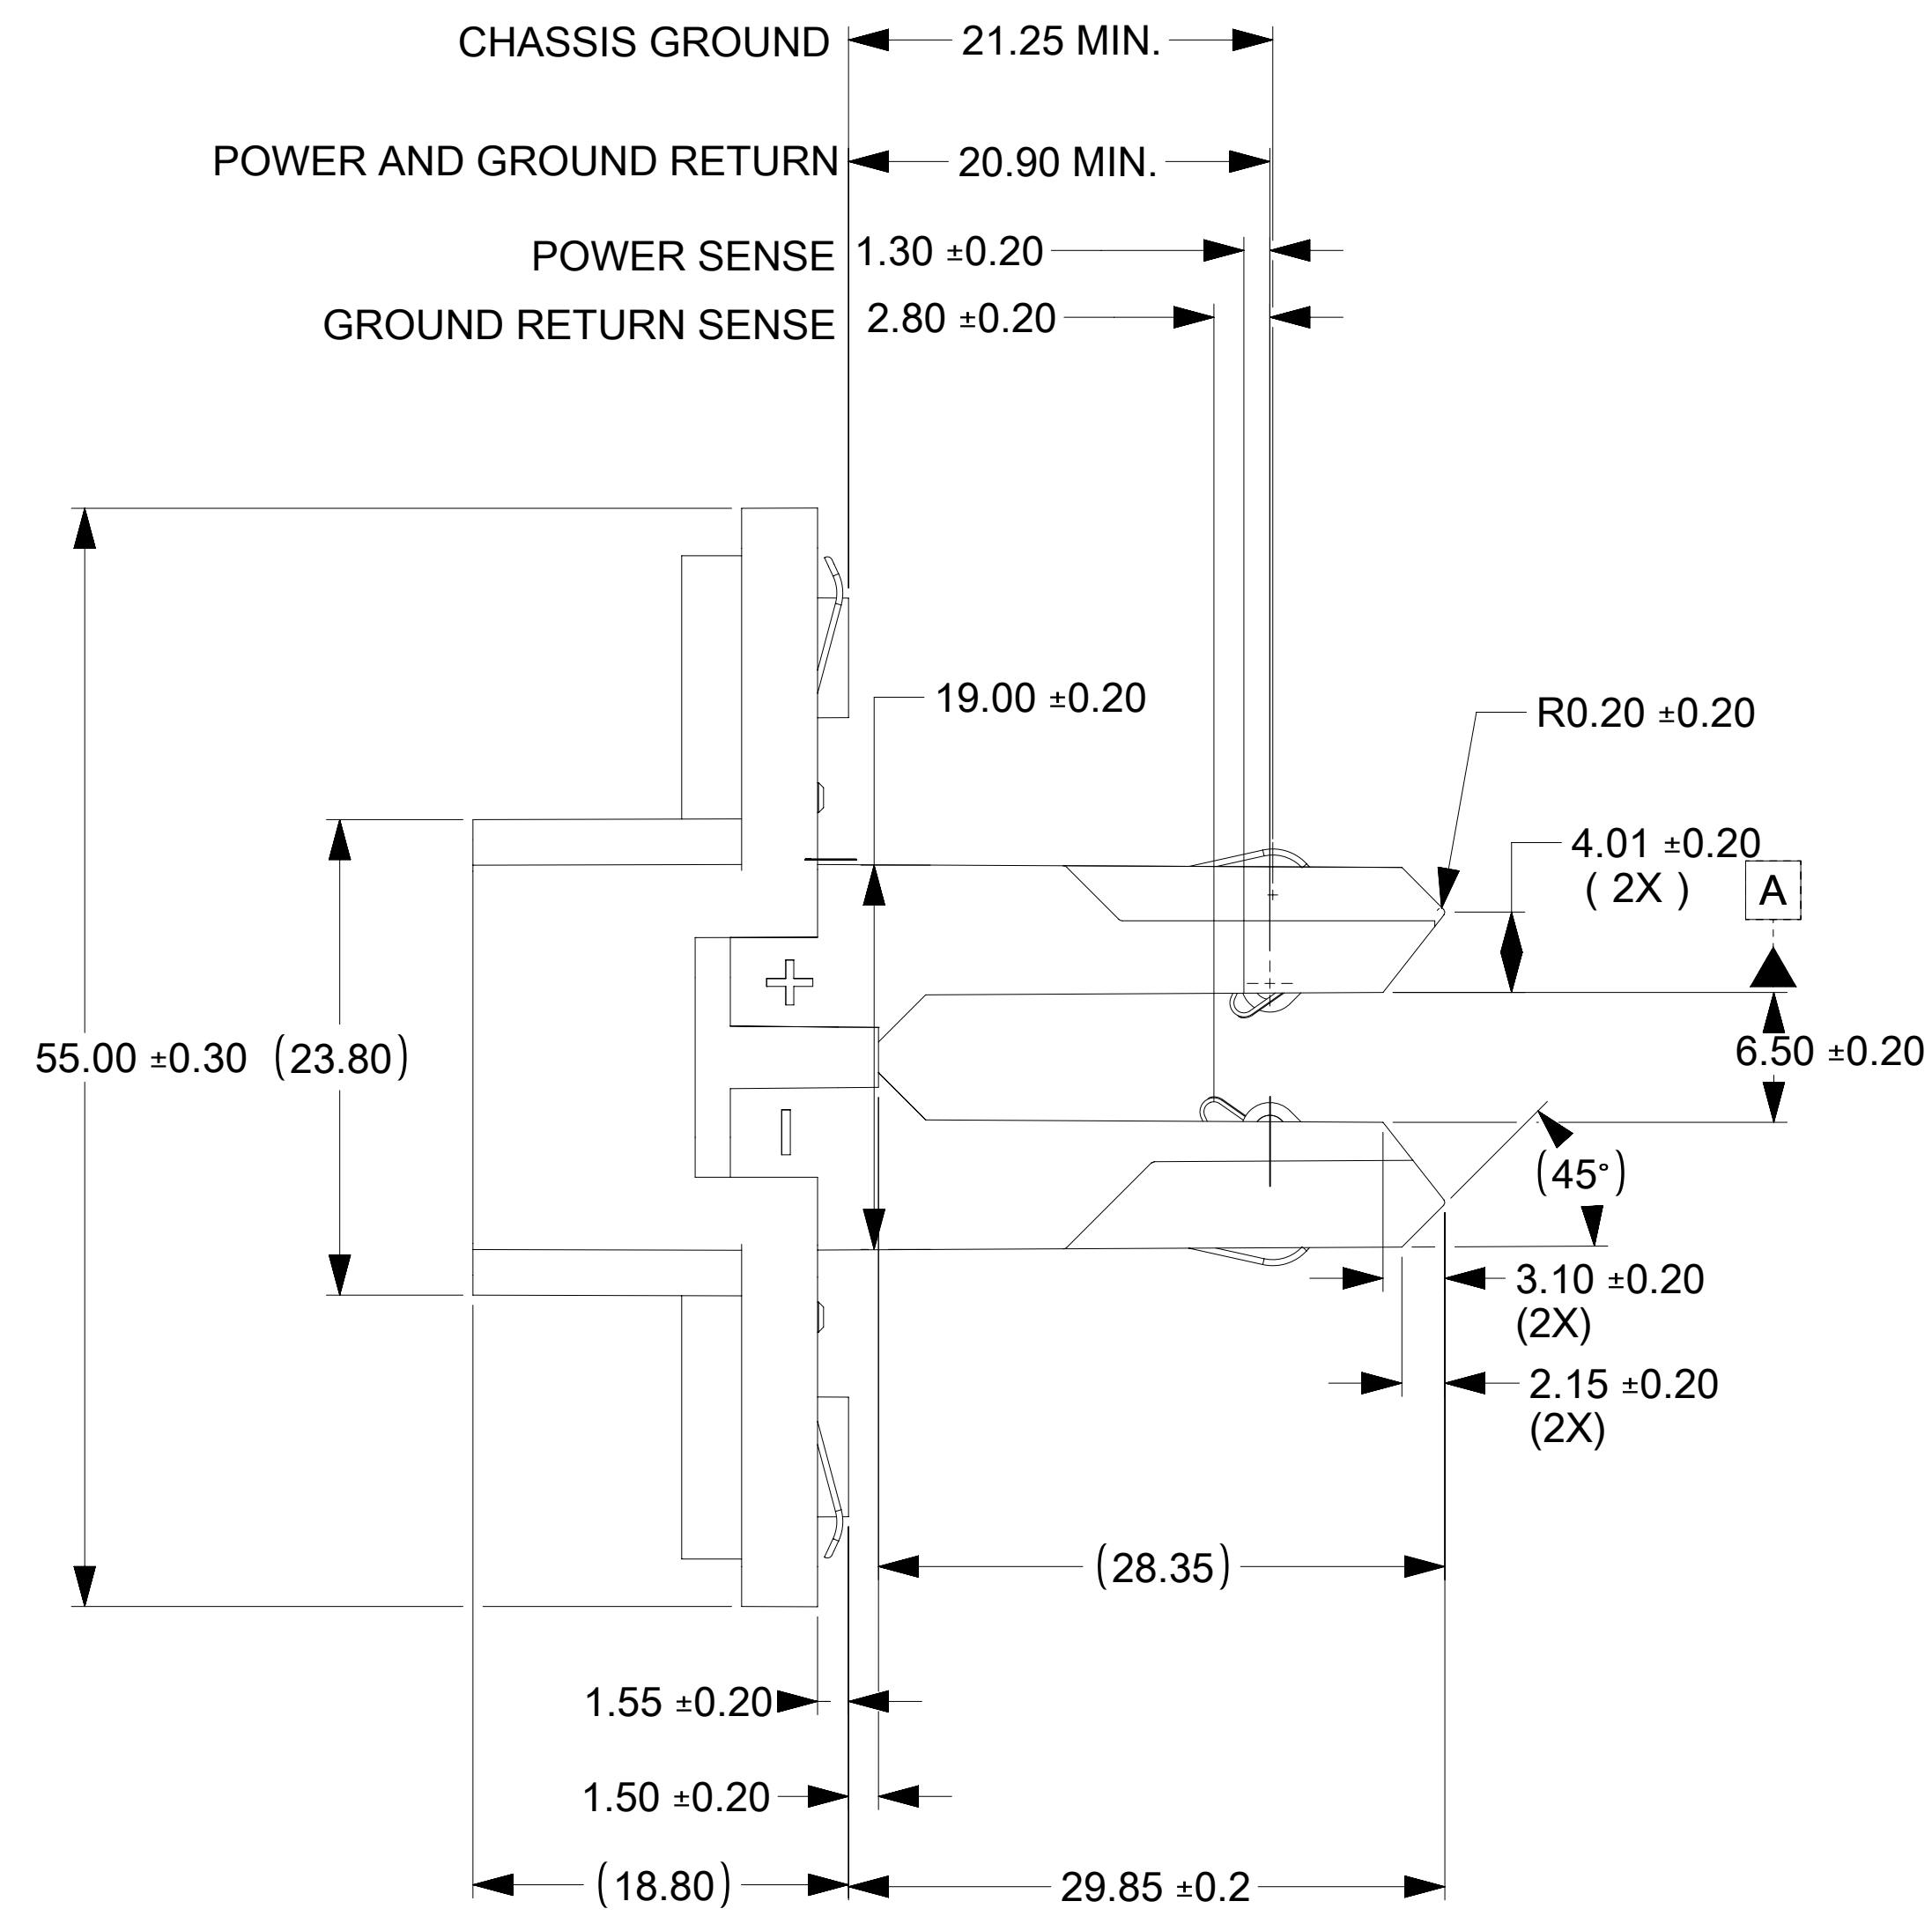 CHASSIS GROUND 21.25 MIN.
POWER AND GROUND RETURN 20.90 MIN.
POWER SENSE 1.30 ±0.20
GROUND RETURN SENSE 2.80 ±0.20
19.00 ±0.20
R0.20 ±0.20
4.01 ±0.20
( 2X )
A
55.00 ±0.30
(23.80)
6.50 ±0.20
(45°)
3.10 ±0.20
(2X)
2.15 ±0.20
(2X)
(28.35)
1.55 ±0.20
1.50 ±0.20
(18.80)
29.85 ±0.2